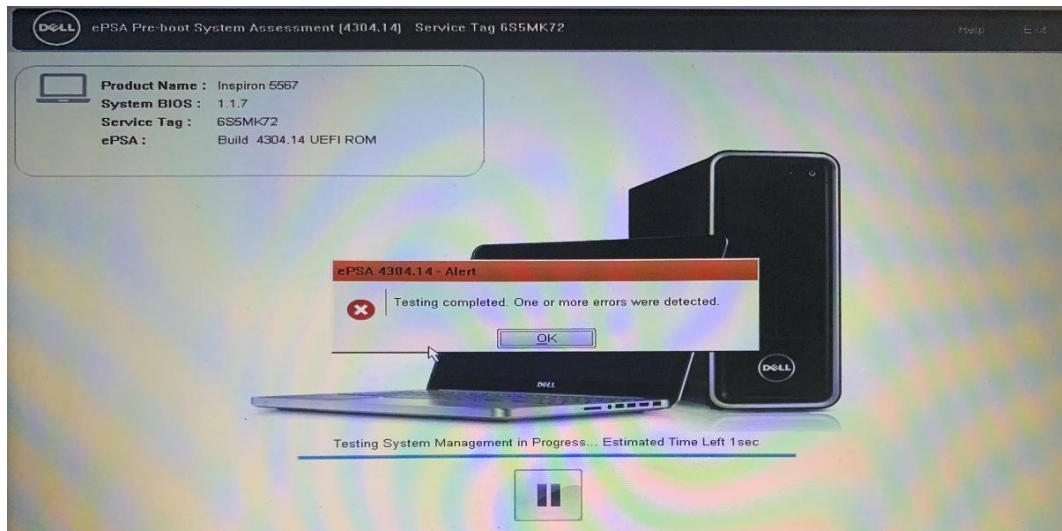 DELL ePSA Pre-boot System Assessment (4304.14) Service Tag 6S5MK72 Help Exit
Product Name : Inspiron 5567
System BIOS : 1.1.7
Service Tag : 6S5MK72
ePSA : Build 4304.14 UEFI ROM
ePSA 4304.14 - Alert
Testing completed. One or more errors were detected.
OK
DELL
DELL
Testing System Management in Progress... Estimated Time Left 1sec